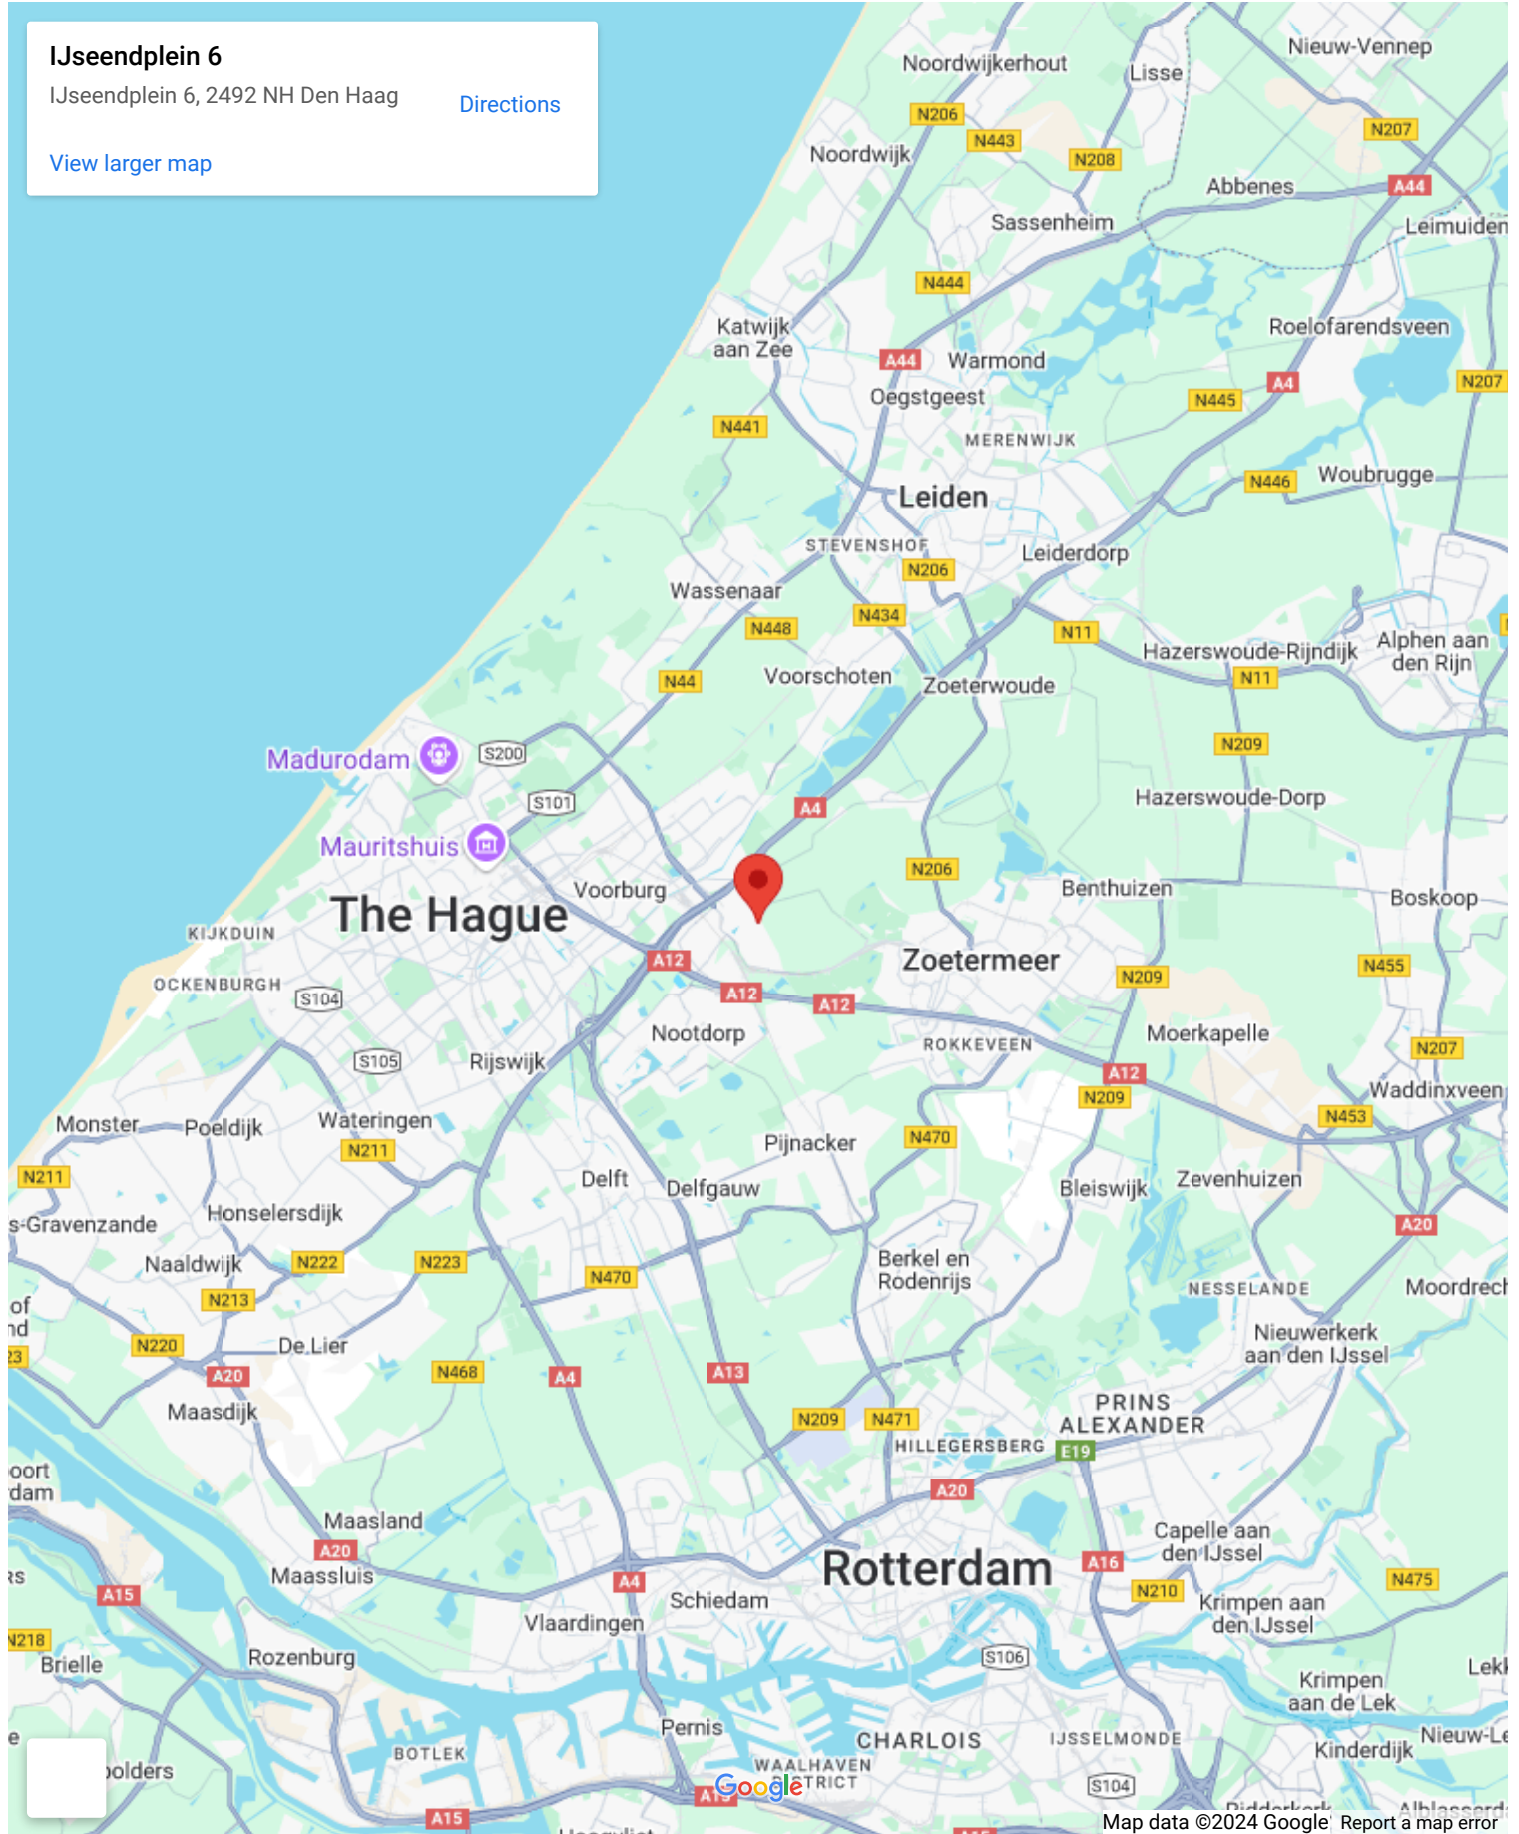 IJseendplein 6
IJseendplein 6, 2492 NH Den Haag
Directions
View larger map
Nieuw-Vennep
Noordwijkerhout
Lisse
N206
N207
N443
Noordwijk
N208
Abbenes
A44
Sassenheim
Leimuiden
N444
Katwijk
aan Zee
Roelofarendsveen
A44
Warmond
A4
N207
Oegstgeest
N445
N441
MERENWIJK
N446
Woubrugge
Leiden
STEVENSHOF
Leiderdorp
N206
Wassenaar
N434
N448
N11
Hazerswoude-Rijndijk
Alphen aan
den Rijn
N44
Voorschoten
Zoeterwoude
N11
Madurodam
S200
N209
S101
A4
Hazerswoude-Dorp
Mauritshuis
Voorburg
N206
Benthuizen
Boskoop
The Hague
KIJKDUIN
A12
Zoetermeer
N455
OCKENBURGH
S104
A12
A12
N209
Nootdorp
ROKKEVEEN
Moerkapelle
N207
S105
Rijswijk
A12
Waddinxveen
N209
Monster
Poeldijk
Wateringen
N453
N211
Pijnacker
N470
N211
Delft
Delfgauw
Bleiswijk
Zevenhuizen
s-Gravenzande
Honselersdijk
A20
Naaldwijk
N222
N223
Berkel en
Rodenrijs
N470
NESSELANDE
Moordrech
of
nd
N213
N220
De Lier
Nieuwerkerk
aan den IJssel
23
A20
N468
A4
A13
Maasdijk
N209
N471
PRINS
ALEXANDER
HILLEGERSBERG
E19
oort
dam
A20
Maasland
A20
Capelle aan
den IJssel
Rotterdam
A16
Maassluis
A4
N475
A15
Schiedam
N210
Krimpen aan
den IJssel
Vlaardingen
N218
Brielle
Rozenburg
S106
Lekk
Krimpen
aan de Lek
Pernis
CHARLOIS
IJSSELMONDE
Nieuw-Le
BOTLEK
Kinderdijk
e
polders
WAALHAVEN
Google
S104
A15
Map data ©2024 Google
Report a map error